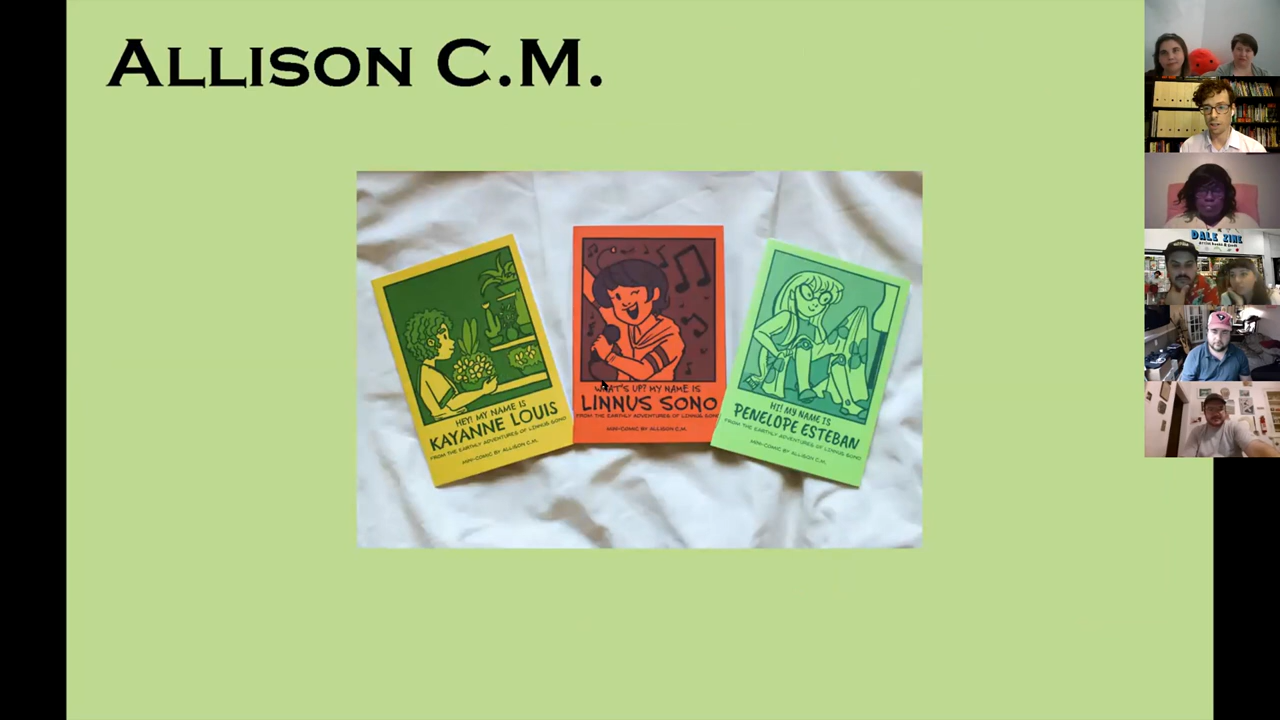 ALLISON C.M.
HEY! MY NAME IS
KAYANNE LOUIS
FROM THE EARTHLY ADVENTURES OF LINNUS SONO
MINI-COMIC BY ALLISON C.M.
WHAT'S UP? MY NAME IS
LINNUS SONO
FROM THE EARTHLY ADVENTURES OF LINNUS SONO
MINI-COMIC BY ALLISON C.M.
HI! MY NAME IS
PENELOPE ESTEBAN
FROM THE EARTHLY ADVENTURES OF LINNUS SONO
MINI-COMIC BY ALLISON C.M.
DALE ZINE